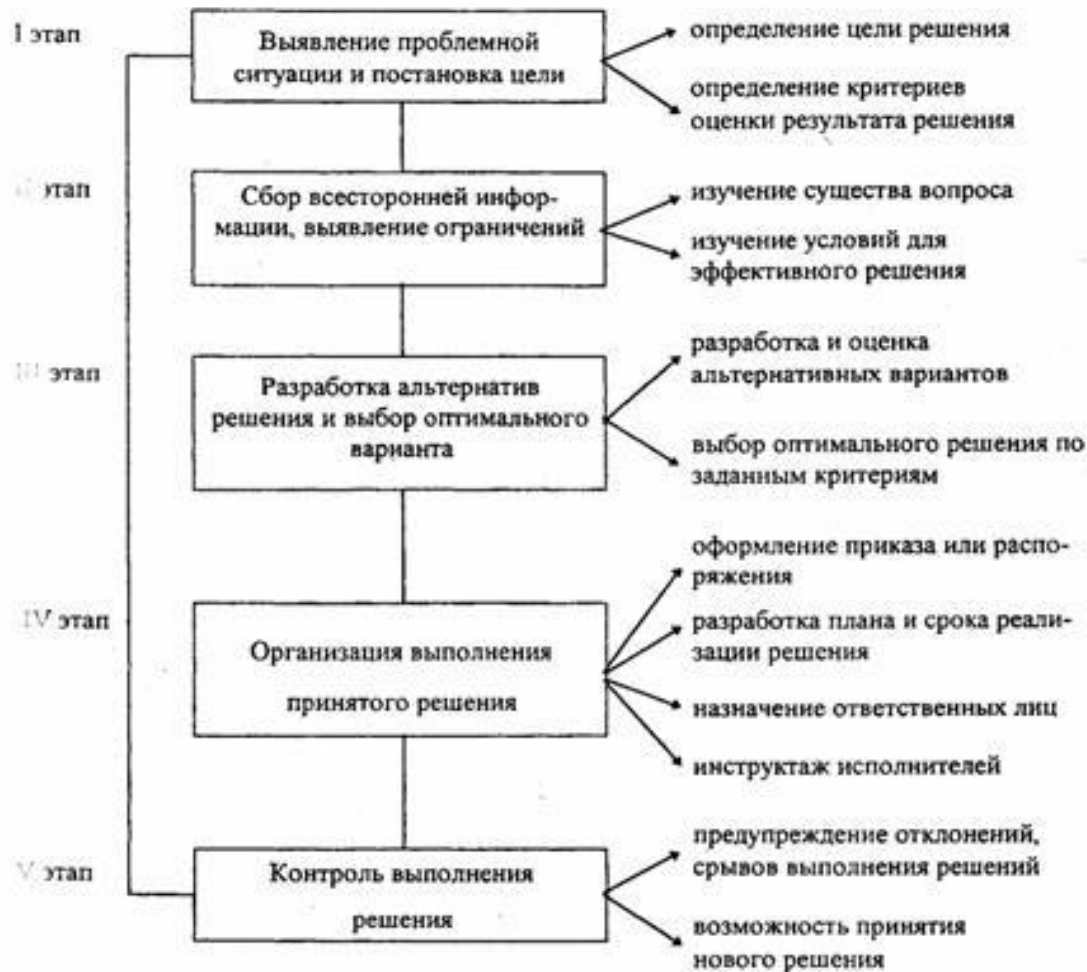 I этап
Выявление проблемной
ситуации и постановка цели
определение цели решения
определение критериев
оценки результата решения
II этап
Сбор всесторонней инфор-
мации, выявление ограничений
изучение существа вопроса
изучение условий для
эффективного решения
III этап
Разработка альтернатив
решения и выбор оптимального
варианта
разработка и оценка
альтернативных вариантов
выбор оптимального решения по
заданным критериям
IV этап
Организация выполнения
принятого решения
оформление приказа или распо-
ряжения
разработка плана и срока реали-
зации решения
назначение ответственных лиц
инструктаж исполнителей
V этап
Контроль выполнения
решения
предупреждение отклонений,
срывов выполнения решений
возможность принятия
нового решения